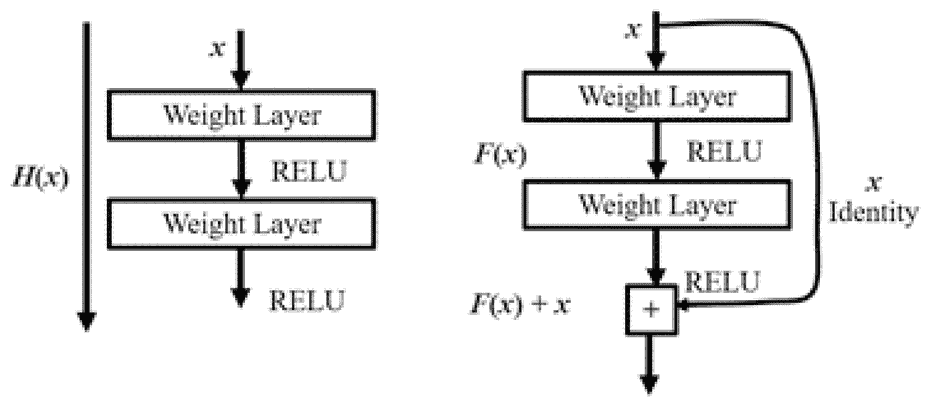 x
Weight Layer
H(x)
RELU
Weight Layer
RELU
x
Weight Layer
F(x)
RELU
x
Identity
Weight Layer
RELU
F(x) + x
+